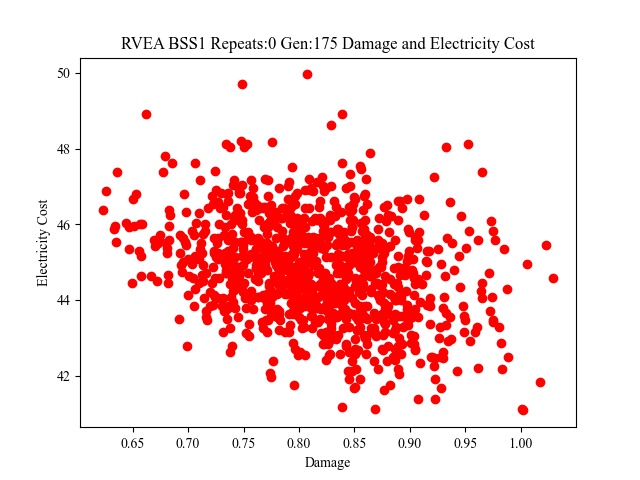 RVEA BSS1 Repeats:0 Gen:175 Damage and Electricity Cost
50
48
46
44
42
Electricity Cost
0.65 0.70 0.75 0.80 0.85 0.90 0.95 1.00
Damage